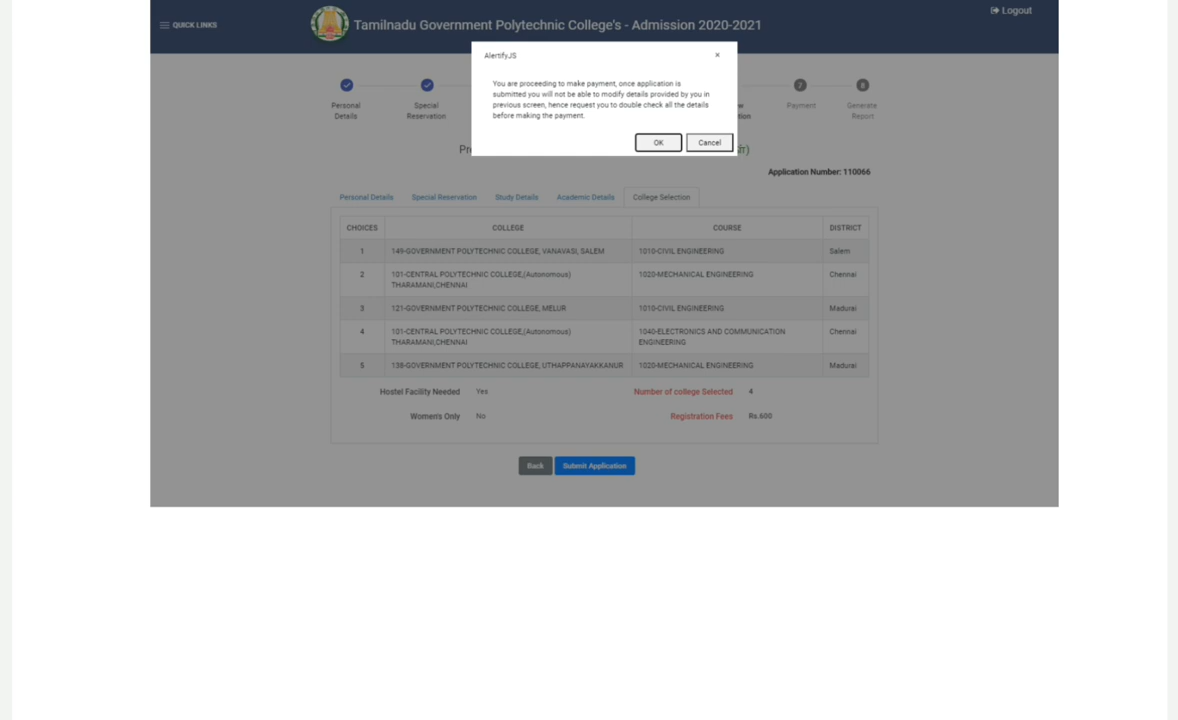 QUICK LINKS
Tamilnadu Government Polytechnic College's - Admission 2020-2021
Logout
AlertifyJS
×
You are proceeding to make payment, once application is
submitted you will not be able to modify details provided by you in
previous screen, hence request you to double check all the details
before making the payment.
OK
Cancel
Personal
Details
Special
Reservation
7
Payment
8
Generate
Report
Application Number: 110066
Personal Details
Special Reservation
Study Details
Academic Details
College Selection
CHOICES COLLEGE COURSE DISTRICT
1 149-GOVERNMENT POLYTECHNIC COLLEGE, VANAVASI, SALEM 1010-CIVIL ENGINEERING Salem
2 101-CENTRAL POLYTECHNIC COLLEGE,(Autonomous) 1020-MECHANICAL ENGINEERING Chennai
THARAMANI,CHENNAI
3 121-GOVERNMENT POLYTECHNIC COLLEGE, MELUR 1010-CIVIL ENGINEERING Madurai
4 101-CENTRAL POLYTECHNIC COLLEGE,(Autonomous) 1040-ELECTRONICS AND COMMUNICATION Chennai
THARAMANI,CHENNAI ENGINEERING
5 138-GOVERNMENT POLYTECHNIC COLLEGE, UTHAPPANAYAKKANUR 1020-MECHANICAL ENGINEERING Madurai
Hostel Facility Needed Yes Number of college Selected 4
Women's Only No Registration Fees Rs.600
Back
Submit Application